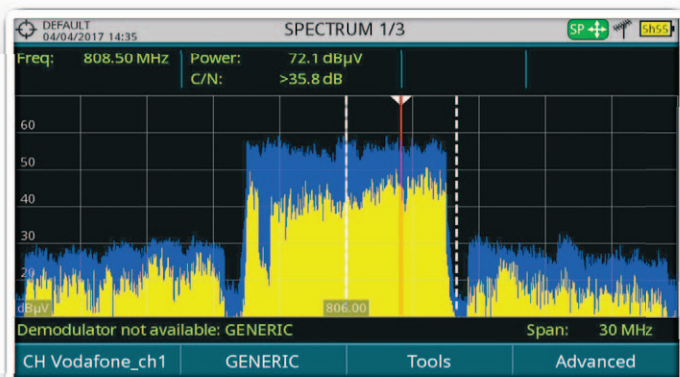 DEFAULT
04/04/2017 14:35
SPECTRUM 1/3
SP
5h55
Freq: 808.50 MHz Power: 72.1 dBµV
C/N: >35.8 dB
60
50
40
30
20
dBµV
806.00
Demodulator not available: GENERIC Span: 30 MHz
CH Vodafone_ch1 GENERIC Tools Advanced